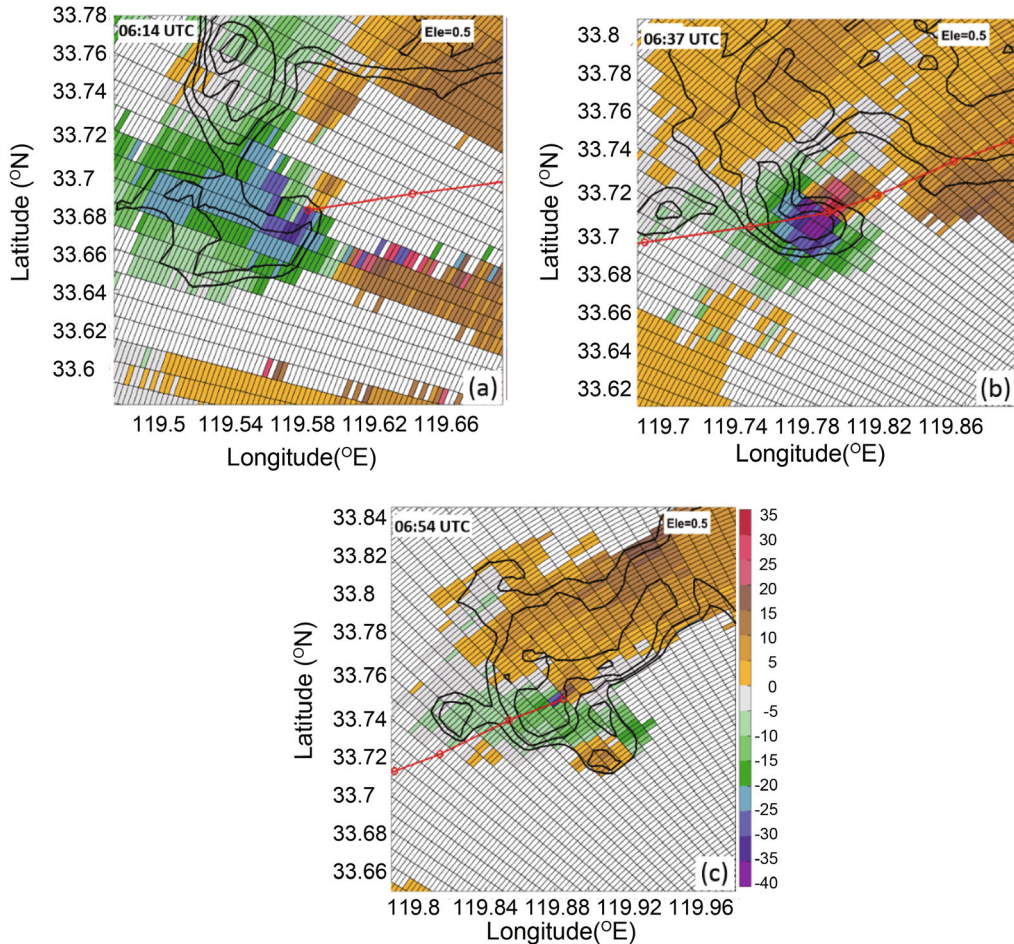 33.78
33.76
33.74
33.72
33.7
33.68
33.66
33.64
33.62
33.6
06:14 UTC
Ele=0.5
(a)
Latitude (°N)
119.5 119.54 119.58 119.62 119.66
Longitude(°E)
33.8
33.78
33.76
33.74
33.72
33.7
33.68
33.66
33.64
33.62
06:37 UTC
Ele=0.5
(b)
Latitude (°N)
119.7 119.74 119.78 119.82 119.86
Longitude(°E)
33.84
33.82
33.8
33.78
33.76
33.74
33.72
33.7
33.68
33.66
06:54 UTC
Ele=0.5
(c)
Latitude (°N)
119.8 119.84 119.88 119.92 119.96
Longitude(°E)
35
30
25
20
15
10
5
0
-5
-10
-15
-20
-25
-30
-35
-40